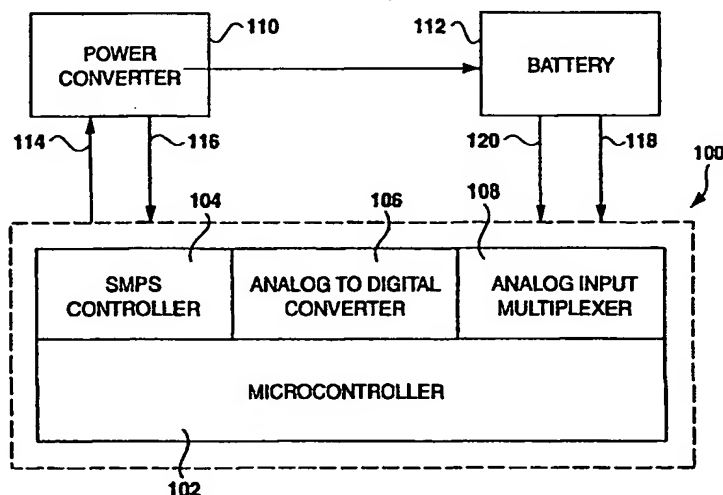 110
112
POWER
CONVERTER
BATTERY
114
116
120
118
100
104
106
108
SMPS
CONTROLLER
ANALOG TO DIGITAL
CONVERTER
ANALOG INPUT
MULTIPLEXER
MICROCONTROLLER
102